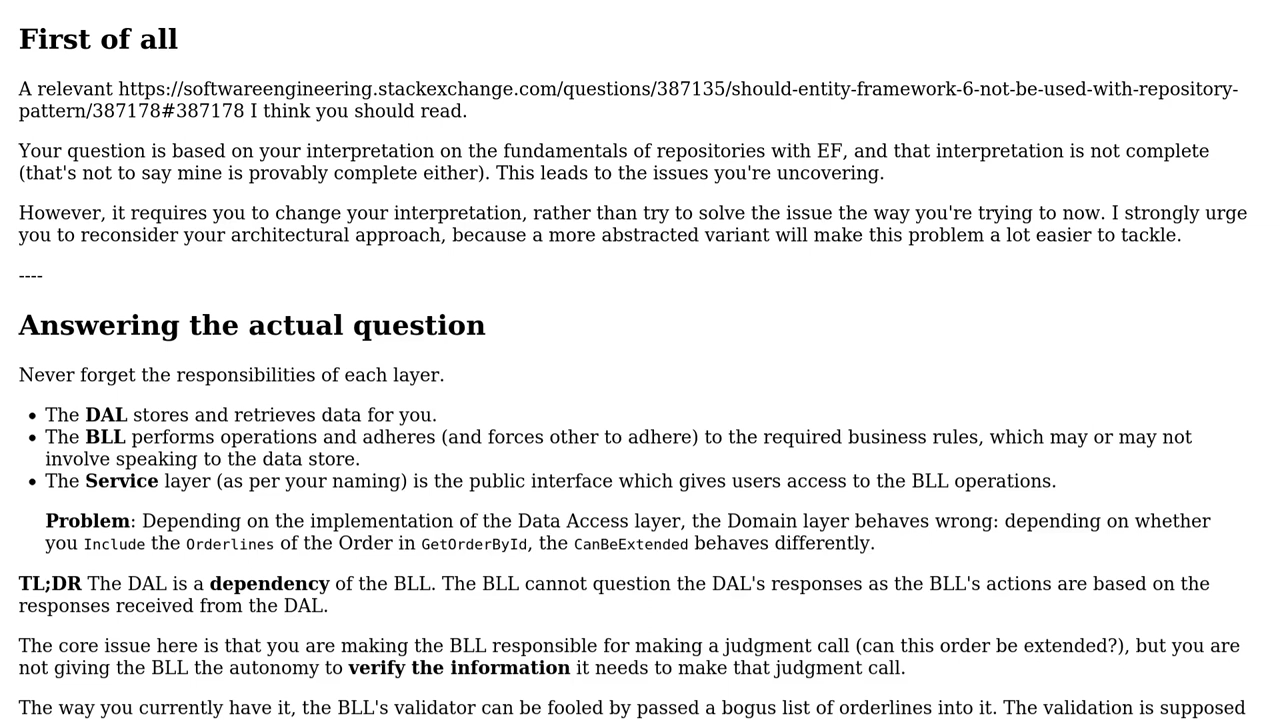 First of all
A relevant https://softwareengineering.stackexchange.com/questions/387135/should-entity-framework-6-not-be-used-with-repository-
pattern/387178#387178 I think you should read.
Your question is based on your interpretation on the fundamentals of repositories with EF, and that interpretation is not complete
(that's not to say mine is provably complete either). This leads to the issues you're uncovering.
However, it requires you to change your interpretation, rather than try to solve the issue the way you're trying to now. I strongly urge
you to reconsider your architectural approach, because a more abstracted variant will make this problem a lot easier to tackle.
----
Answering the actual question
Never forget the responsibilities of each layer.
• The DAL stores and retrieves data for you.
• The BLL performs operations and adheres (and forces other to adhere) to the required business rules, which may or may not
involve speaking to the data store.
• The Service layer (as per your naming) is the public interface which gives users access to the BLL operations.
Problem: Depending on the implementation of the Data Access layer, the Domain layer behaves wrong: depending on whether
you Include the Orderlines of the Order in GetOrderById, the CanBeExtended behaves differently.
TL;DR The DAL is a dependency of the BLL. The BLL cannot question the DAL's responses as the BLL's actions are based on the
responses received from the DAL.
The core issue here is that you are making the BLL responsible for making a judgment call (can this order be extended?), but you are
not giving the BLL the autonomy to verify the information it needs to make that judgment call.
The way you currently have it, the BLL's validator can be fooled by passed a bogus list of orderlines into it. The validation is supposed